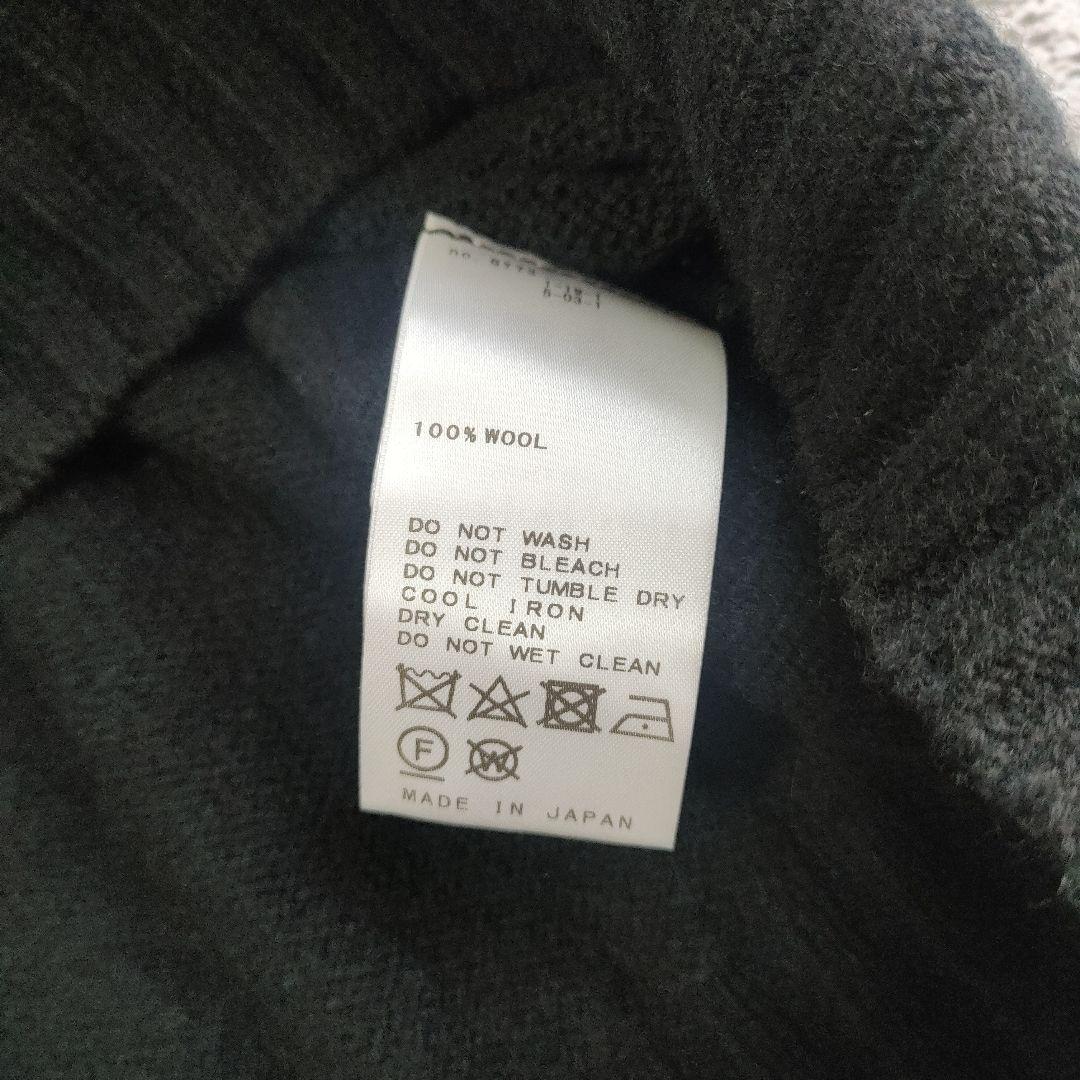 100% WOOL
DO NOT WASH
DO NOT BLEACH
DO NOT TUMBLE DRY
COOL IRON
DRY CLEAN
DO NOT WET CLEAN
F W
MADE IN JAPAN